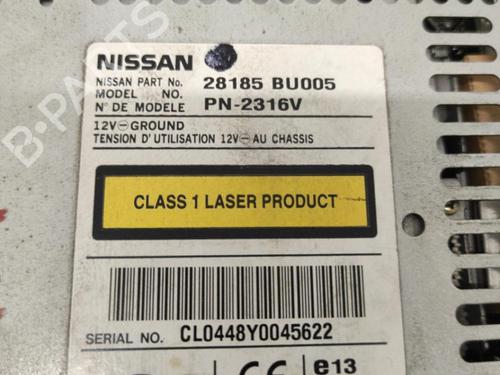 NISSAN
NISSAN PART No. 28185 BU005
MODEL NO.
N° DE MODELE PN-2316V
12V⎓GROUND
TENSION D'UTILISATION 12V⎓ AU CHASSIS
CLASS 1 LASER PRODUCT
SERIAL NO. CL0448Y0045622
CE e13
B-PARTS